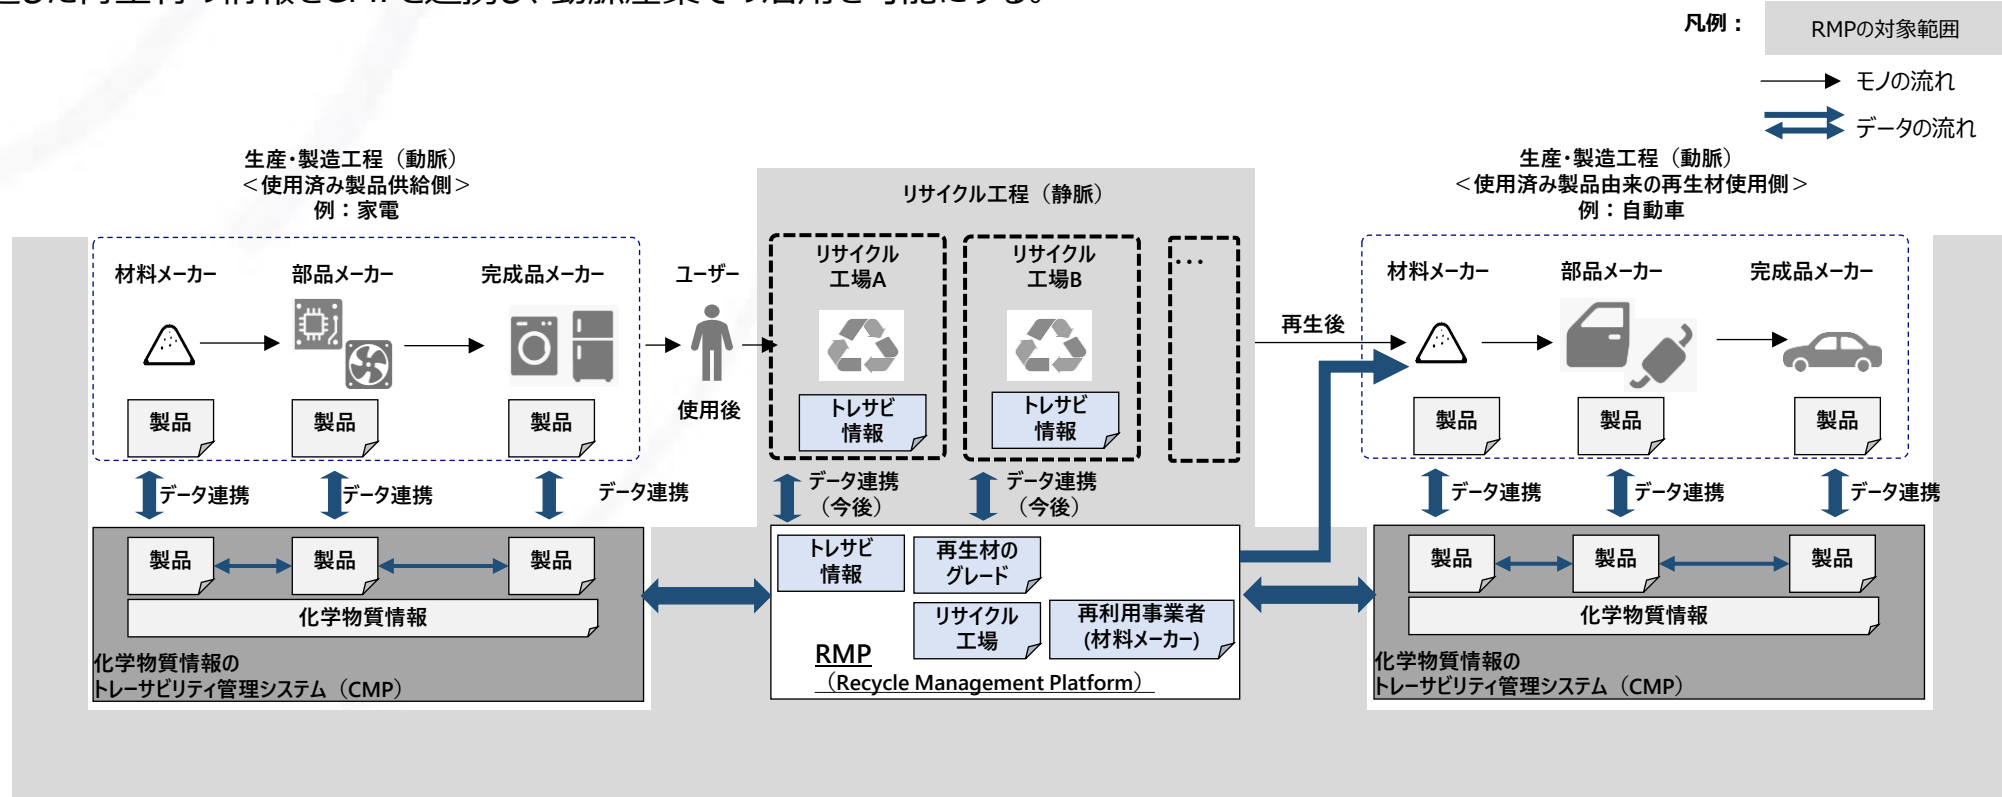 凡例：
RMPの対象範囲
モノの流れ
データの流れ
生産・製造工程（動脈）
＜使用済み製品供給側＞
例：家電
材料メーカー
部品メーカー
完成品メーカー
製品
製品
製品
データ連携
データ連携
データ連携
製品
製品
製品
化学物質情報
化学物質情報の
トレーサビリティ管理システム（CMP）
ユーザー
使用後
リサイクル工程（静脈）
リサイクル
工場A
トレサビ
情報
リサイクル
工場B
トレサビ
情報
・・・
データ連携
（今後）
データ連携
（今後）
トレサビ
情報
再生材の
グレード
リサイクル
工場
再利用事業者
(材料メーカー)
RMP
（Recycle Management Platform）
再生後
生産・製造工程（動脈）
＜使用済み製品由来の再生材使用側＞
例：自動車
材料メーカー
部品メーカー
完成品メーカー
製品
製品
製品
データ連携
データ連携
データ連携
製品
製品
製品
化学物質情報
化学物質情報の
トレーサビリティ管理システム（CMP）